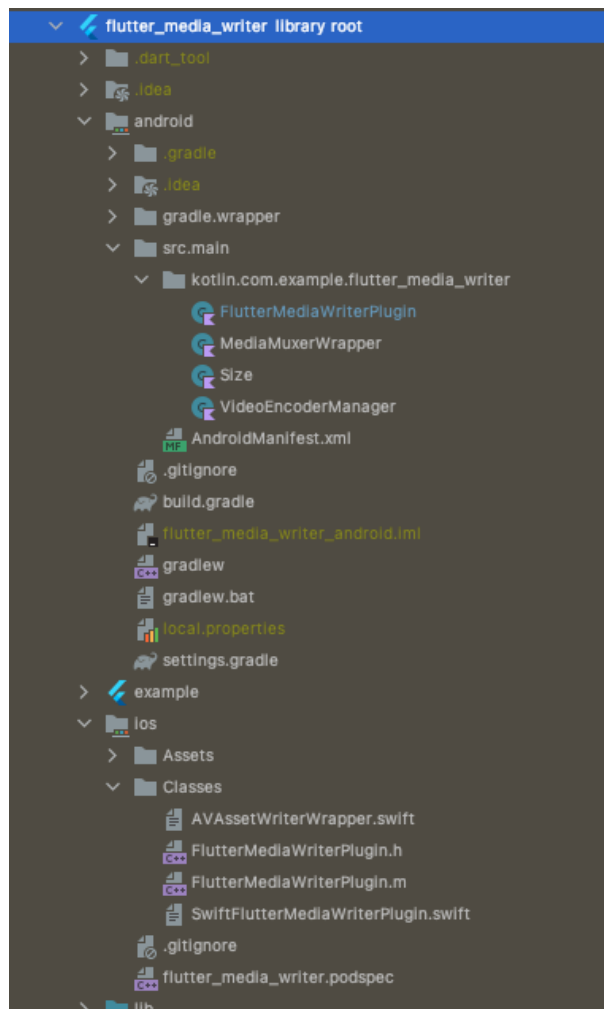 flutter_media_writer library root
.dart_tool
.idea
android
.gradle
.idea
gradle.wrapper
src.main
kotlin.com.example.flutter_media_writer
FlutterMediaWriterPlugin
MediaMuxerWrapper
Size
VideoEncoderManager
MF AndroidManifest.xml
.gitignore
build.gradle
flutter_media_writer_android.iml
C++ gradlew
gradlew.bat
local.properties
settings.gradle
example
ios
Assets
Classes
AVAssetWriterWrapper.swift
C++ FlutterMediaWriterPlugin.h
C++ FlutterMediaWriterPlugin.m
SwiftFlutterMediaWriterPlugin.swift
.gitignore
C++ flutter_media_writer.podspec
lib